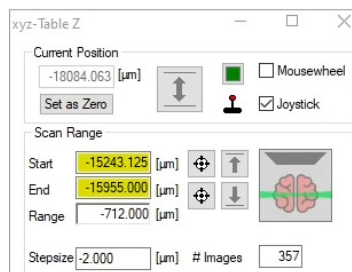 xyz-Table Z
Current Position
-18084.063 [µm]
Mousewheel
Set as Zero
Joystick
Scan Range
Start -15243.125 [µm]
End -15955.000 [µm]
Range -712.000 [µm]
Stepsize -2.000 [µm] # Images 357